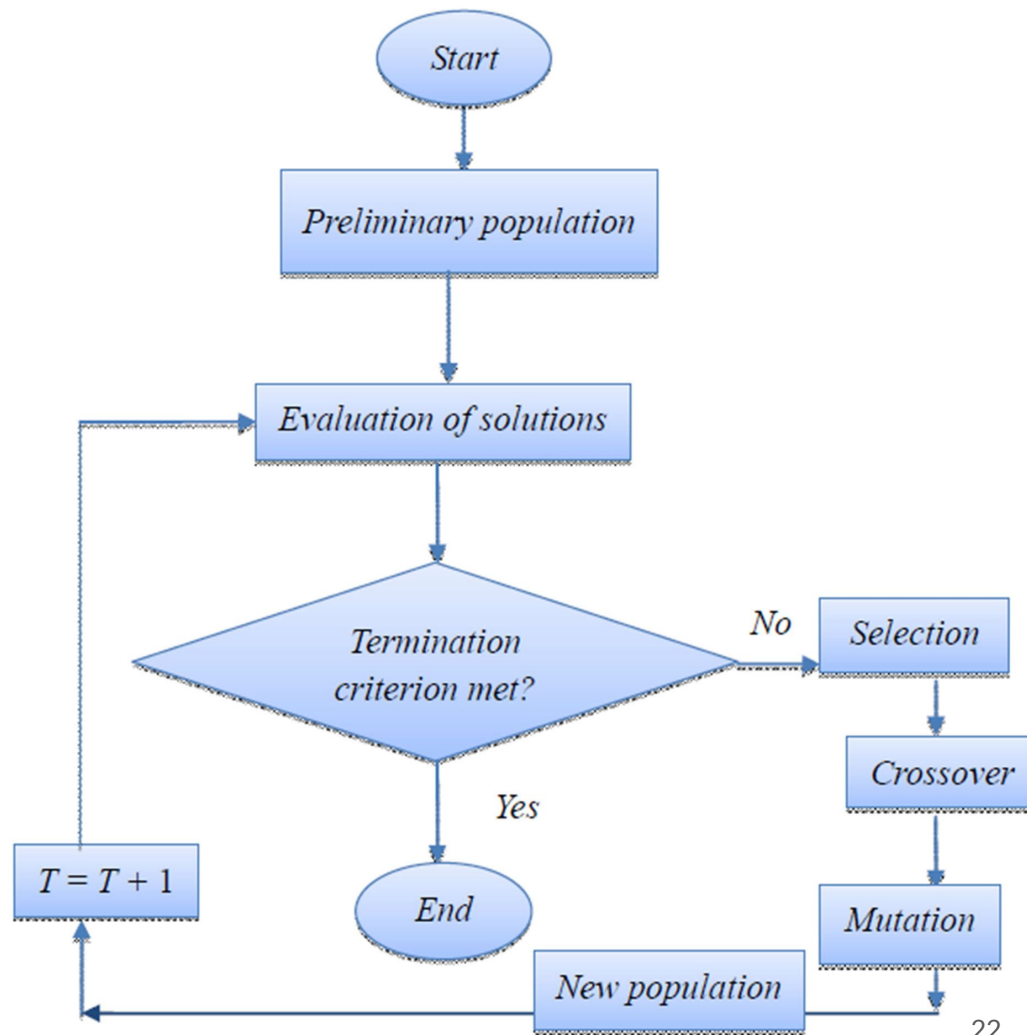 Start
Preliminary population
Evaluation of solutions
Termination
criterion met?
No
Selection
Crossover
Yes
Mutation
T = T + 1
End
New population
22